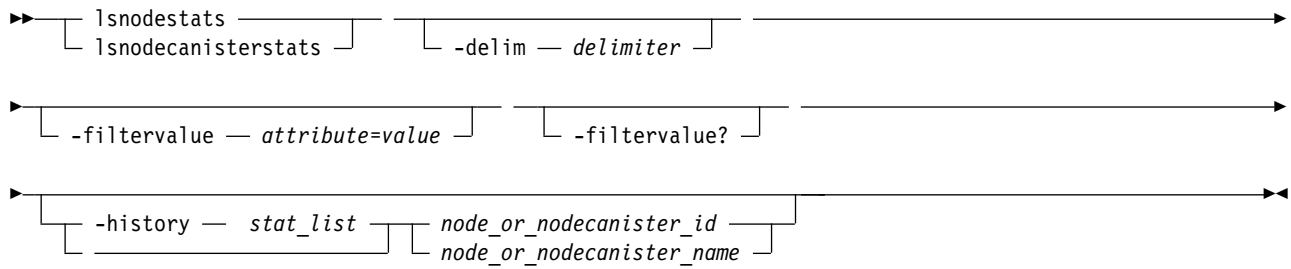 lsnodestats
lsnodecanisterstats -delim — delimiter
-filtervalue — attribute=value -filtervalue?
-history — stat_list node_or_nodecanister_id
node_or_nodecanister_name